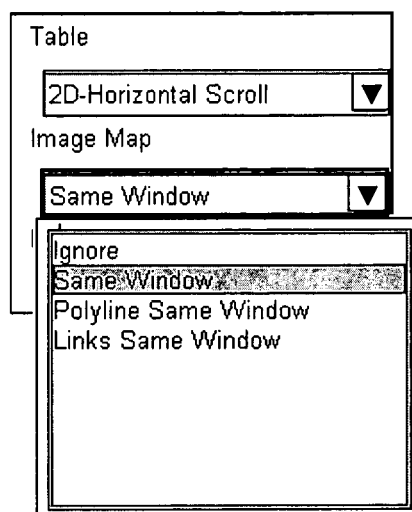 Table
2D-Horizontal Scroll
Image Map
Same Window
Ignore
Same Window
Polyline Same Window
Links Same Window